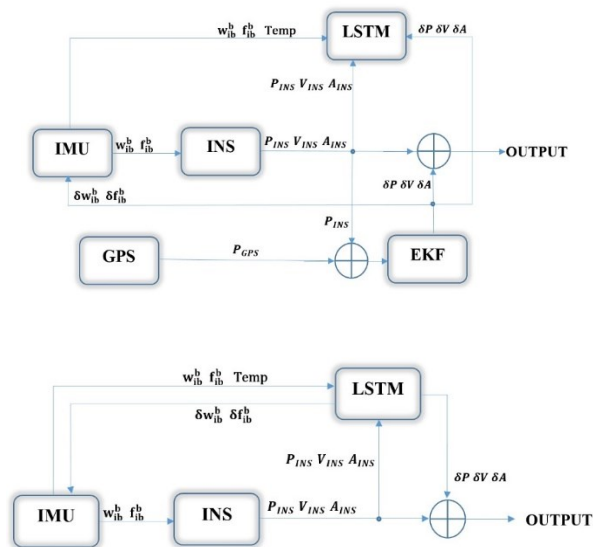 w_ib^b f_ib^b Temp
LSTM
δP δV δA
P_INS V_INS A_INS
IMU
w_ib^b f_ib^b
INS
P_INS V_INS A_INS
OUTPUT
δw_ib^b δf_ib^b
δP δV δA
P_INS
GPS
P_GPS
EKF
w_ib^b f_ib^b Temp
LSTM
δw_ib^b δf_ib^b
P_INS V_INS A_INS
δP δV δA
IMU
w_ib^b f_ib^b
INS
P_INS V_INS A_INS
OUTPUT